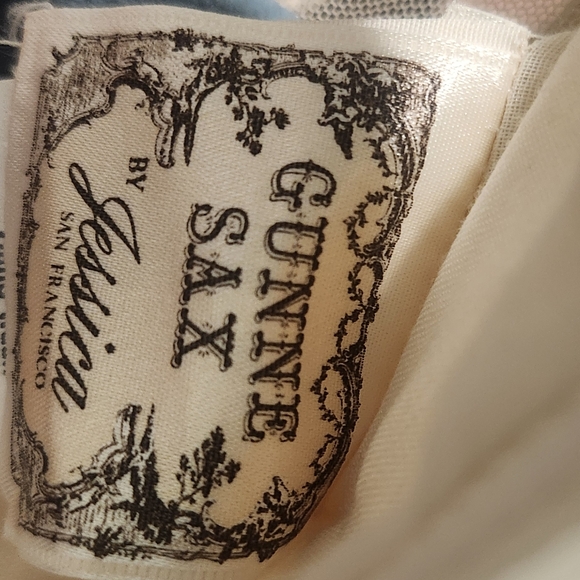 GUNNE
SAX
BY
Jessica
SAN FRANCISCO